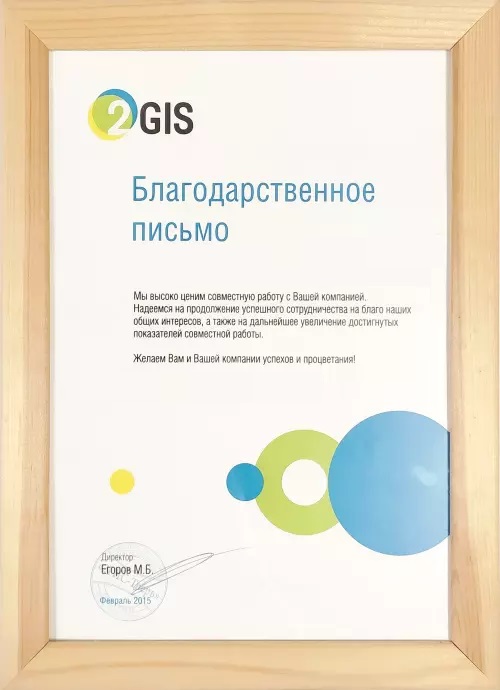 2GIS
Благодарственное
письмо
Мы высоко ценим совместную работу с Вашей компанией.
Надеемся на продолжение успешного сотрудничества на благо наших
общих интересов, а также на дальнейшее увеличение достигнутых
показателей совместной работы.
Желаем Вам и Вашей компании успехов и процветания!
Директор
Егоров М.Б.
Февраль 2015